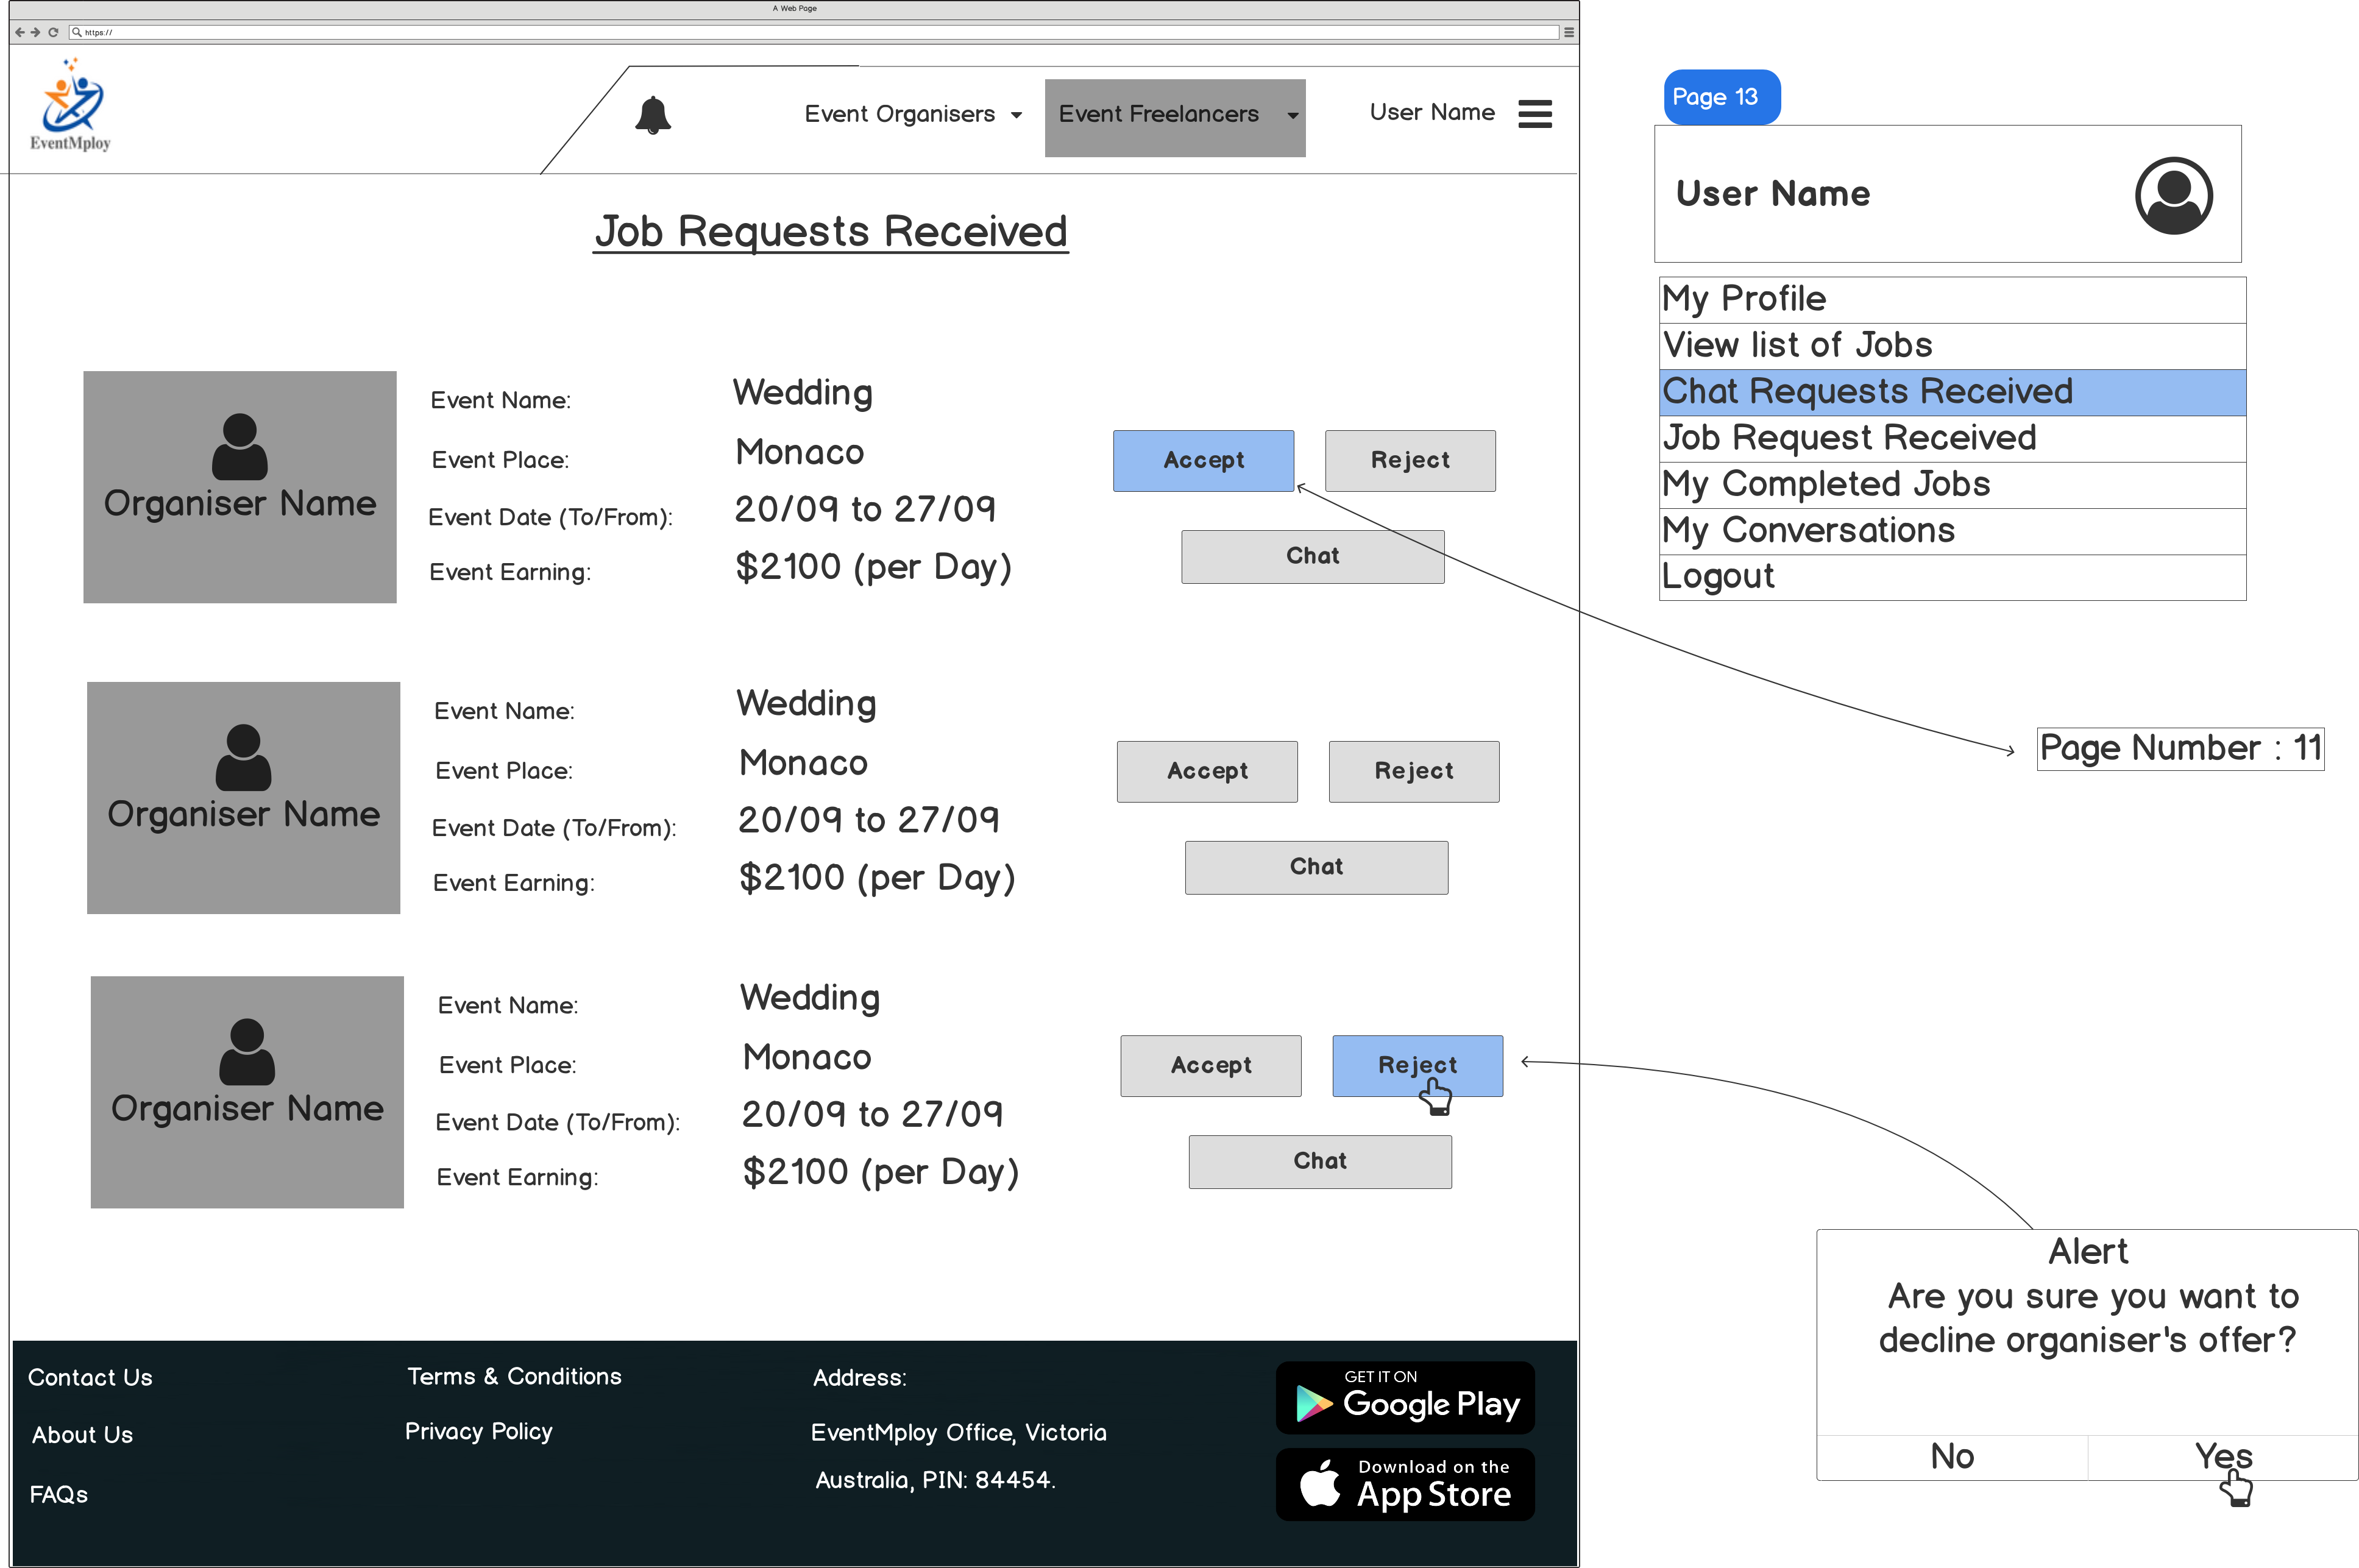 A Web Page
https://
EventMploy
Event Organisers
Event Freelancers
User Name
Job Requests Received
Organiser Name
Event Name: Wedding
Event Place: Monaco
Event Date (To/From): 20/09 to 27/09
Event Earning: $2100 (per Day)
Accept Reject
Chat
Organiser Name
Event Name: Wedding
Event Place: Monaco
Event Date (To/From): 20/09 to 27/09
Event Earning: $2100 (per Day)
Accept Reject
Chat
Organiser Name
Event Name: Wedding
Event Place: Monaco
Event Date (To/From): 20/09 to 27/09
Event Earning: $2100 (per Day)
Accept Reject
Chat
Contact Us
About Us
FAQs
Terms & Conditions
Privacy Policy
Address:
EventMploy Office, Victoria
Australia, PIN: 84454.
GET IT ON
Google Play
Download on the
App Store
Page 13
User Name
My Profile
View list of Jobs
Chat Requests Received
Job Request Received
My Completed Jobs
My Conversations
Logout
Page Number : 11
Alert
Are you sure you want to
decline organiser's offer?
No Yes